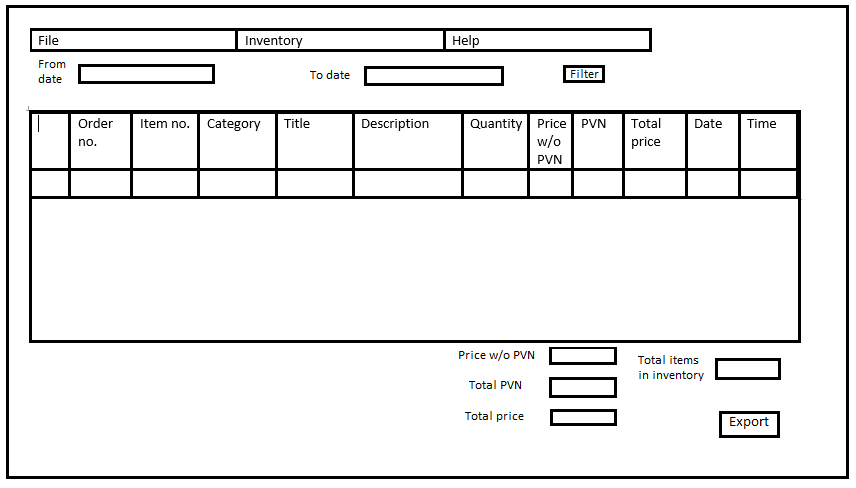 File Inventory Help
From
date
To date
Filter
Order
no.
Item no.
Category
Title
Description
Quantity
Price
w/o
PVN
PVN
Total
price
Date
Time
Price w/o PVN
Total PVN
Total price
Total items
in inventory
Export